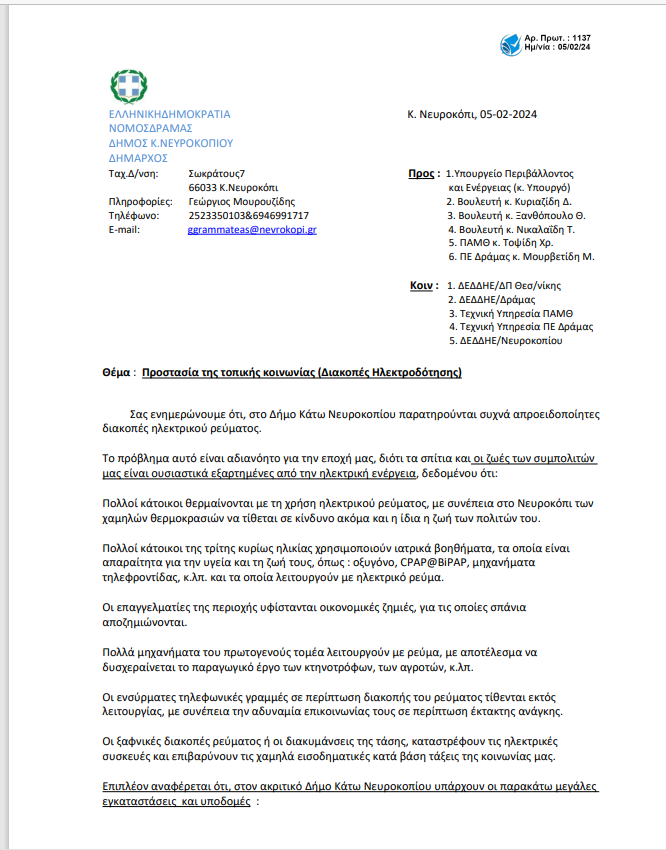 Αρ. Πρωτ. : 1137
Ημ/νία : 05/02/24
ΕΛΛΗΝΙΚΗΔΗΜΟΚΡΑΤΙΑ
ΝΟΜΟΣΔΡΑΜΑΣ
ΔΗΜΟΣ Κ.ΝΕΥΡΟΚΟΠΙΟΥ
ΔΗΜΑΡΧΟΣ
Κ. Νευροκόπι, 05-02-2024
Ταχ.Δ/νση: Σωκράτους7
66033 Κ.Νευροκόπι
Πληροφορίες: Γεώργιος Μουρουζίδης
Τηλέφωνο: 2523350103&6946991717
E-mail: ggrammateas@nevrokopi.gr
Προς : 1.Υπουργείο Περιβάλλοντος
και Ενέργειας (κ. Υπουργό)
2. Βουλευτή κ. Κυριαζίδη Δ.
3. Βουλευτή κ. Ξανθόπουλο Θ.
4. Βουλευτή κ. Νικολαΐδη Τ.
5. ΠΑΜΘ κ. Τοψίδη Χρ.
6. ΠΕ Δράμας κ. Μουρβετίδη Μ.
Κοιν : 1. ΔΕΔΔΗΕ/ΔΠ Θεσ/νίκης
2. ΔΕΔΔΗΕ/Δράμας
3. Τεχνική Υπηρεσία ΠΑΜΘ
4. Τεχνική Υπηρεσία ΠΕ Δράμας
5. ΔΕΔΔΗΕ/Νευροκοπίου
Θέμα : Προστασία της τοπικής κοινωνίας (Διακοπές Ηλεκτροδότησης)
Σας ενημερώνουμε ότι, στο Δήμο Κάτω Νευροκοπίου παρατηρούνται συχνά απροειδοποίητες
διακοπές ηλεκτρικού ρεύματος.
Το πρόβλημα αυτό είναι αδιανόητο για την εποχή μας, διότι τα σπίτια και οι ζωές των συμπολιτών
μας είναι ουσιαστικά εξαρτημένες από την ηλεκτρική ενέργεια, δεδομένου ότι:
Πολλοί κάτοικοι θερμαίνονται με τη χρήση ηλεκτρικού ρεύματος, με συνέπεια στο Νευροκόπι των
χαμηλών θερμοκρασιών να τίθεται σε κίνδυνο ακόμα και η ίδια η ζωή των πολιτών του.
Πολλοί κάτοικοι της τρίτης κυρίως ηλικίας χρησιμοποιούν ιατρικά βοηθήματα, τα οποία είναι
απαραίτητα για την υγεία και τη ζωή τους, όπως : οξυγόνο, CPAP@BiPAP, μηχανήματα
τηλεφροντίδας, κ.λπ. και τα οποία λειτουργούν με ηλεκτρικό ρεύμα.
Οι επαγγελματίες της περιοχής υφίστανται οικονομικές ζημιές, για τις οποίες σπάνια
αποζημιώνονται.
Πολλά μηχανήματα του πρωτογενούς τομέα λειτουργούν με ρεύμα, με αποτέλεσμα να
δυσχεραίνεται το παραγωγικό έργο των κτηνοτρόφων, των αγροτών, κ.λπ.
Οι ενσύρματες τηλεφωνικές γραμμές σε περίπτωση διακοπής του ρεύματος τίθενται εκτός
λειτουργίας, με συνέπεια την αδυναμία επικοινωνίας τους σε περίπτωση έκτακτης ανάγκης.
Οι ξαφνικές διακοπές ρεύματος ή οι διακυμάνσεις της τάσης, καταστρέφουν τις ηλεκτρικές
συσκευές και επιβαρύνουν τις χαμηλά εισοδηματικές κατά βάση τάξεις της κοινωνίας μας.
Επιπλέον αναφέρεται ότι, στον ακριτικό Δήμο Κάτω Νευροκοπίου υπάρχουν οι παρακάτω μεγάλες
εγκαταστάσεις και υποδομές :